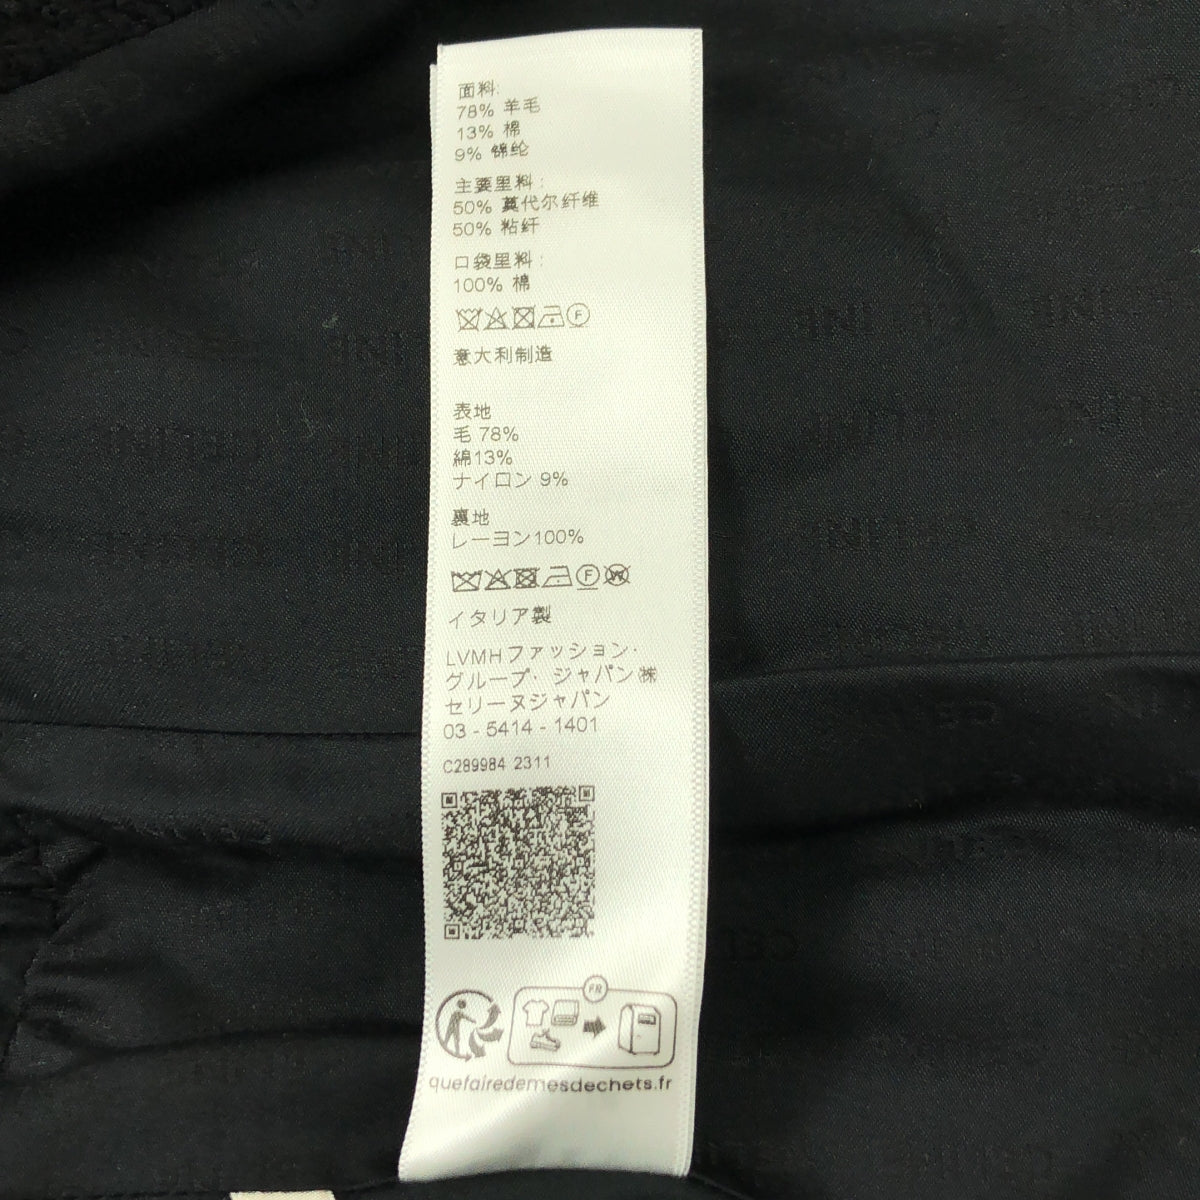 面料:
78% 羊毛
13% 棉
9% 锦纶
主要里料:
50% 莫代尔纤维
50% 粘纤
口袋里料:
100% 棉
F
意大利制造
表地
毛 78%
綿13%
ナイロン 9%
裏地
レーヨン100%
F W
イタリア製
LVMHファッション・
グループ・ジャパン㈱
セリーヌジャパン
03 - 5414 - 1401
C289984 2311
FR
quefairedemesdechets.fr